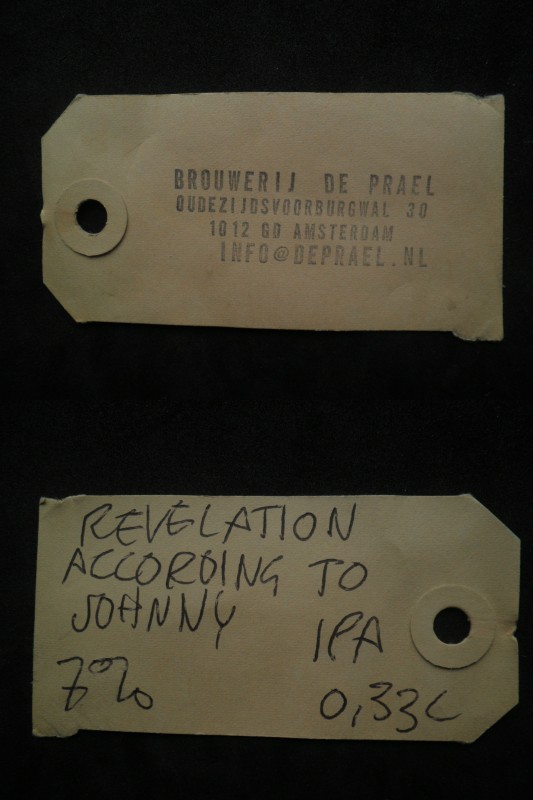 BROUWERIJ DE PRAEL
OUDEZIJDSVOORBURGWAL 30
1012 GD AMSTERDAM
INFO@DEPRAEL.NL
REVELATION
ACCORDING TO
JOHNNY IPA
7% 0,33L